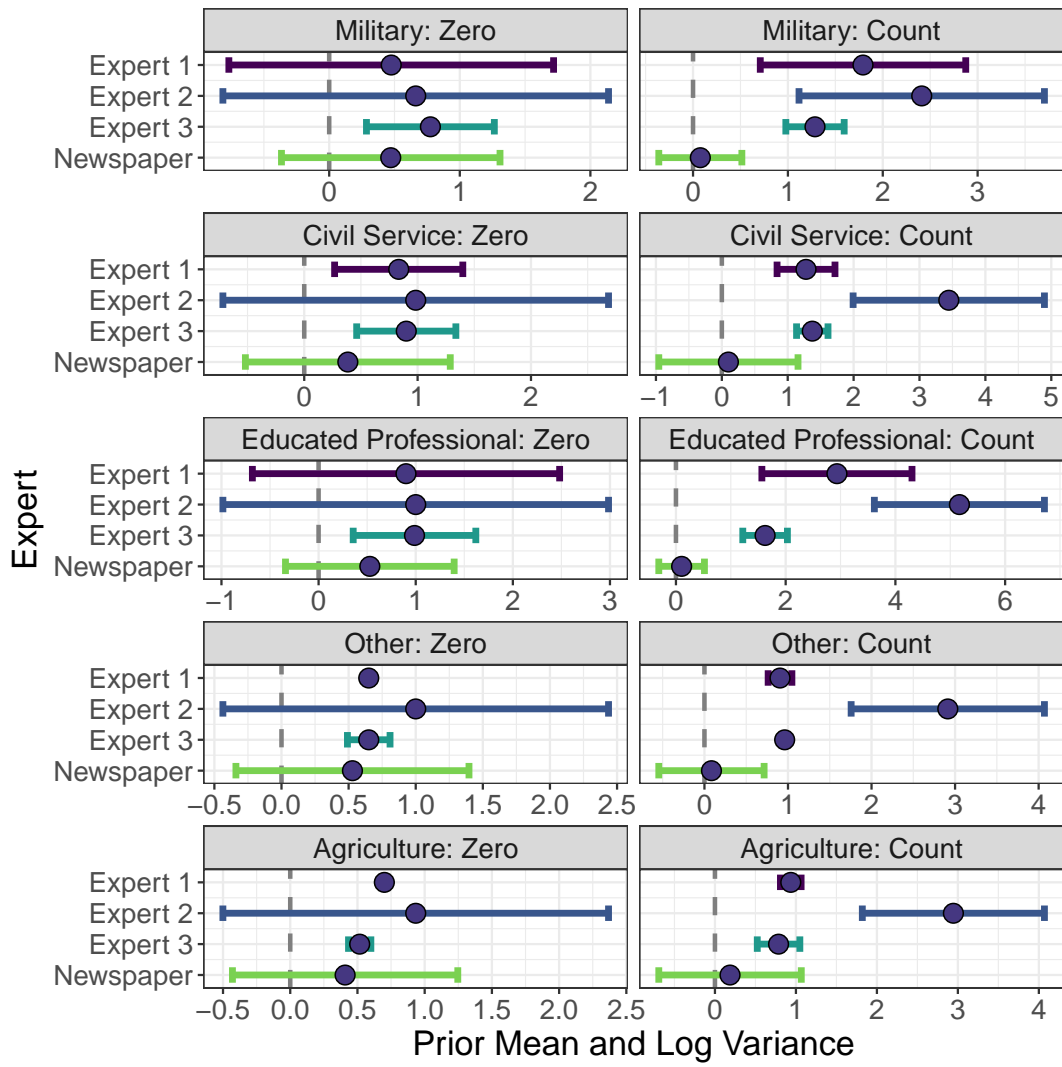 Military: Zero
Military: Count
Expert 1
Expert 2
Expert 3
Newspaper
0 1 2
0 1 2 3
Civil Service: Zero
Civil Service: Count
Expert 1
Expert 2
Expert 3
Newspaper
0 1 2
−1 0 1 2 3 4 5
Educated Professional: Zero
Educated Professional: Count
Expert 1
Expert 2
Expert 3
Newspaper
−1 0 1 2 3
0 2 4 6
Other: Zero
Other: Count
Expert 1
Expert 2
Expert 3
Newspaper
−0.5 0.0 0.5 1.0 1.5 2.0 2.5
0 1 2 3 4
Agriculture: Zero
Agriculture: Count
Expert 1
Expert 2
Expert 3
Newspaper
−0.5 0.0 0.5 1.0 1.5 2.0 2.5
0 1 2 3 4
Expert
Prior Mean and Log Variance